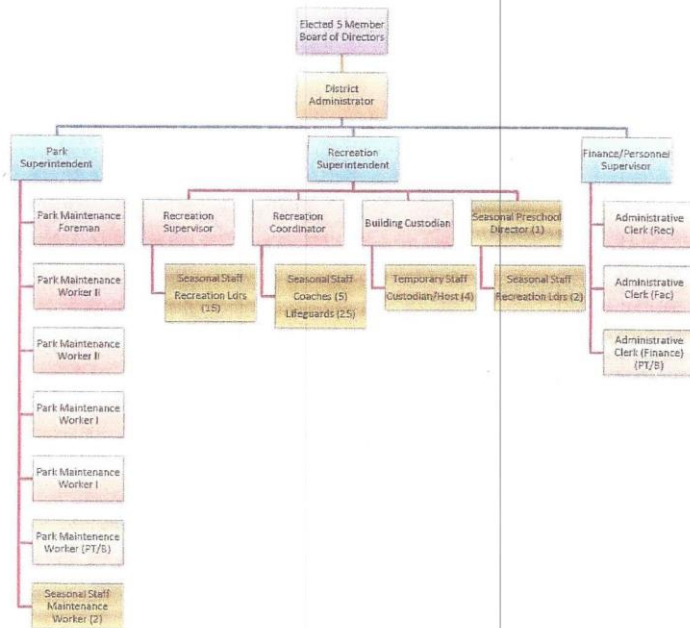 Elected 5 Member
Board of Directors
District
Administrator
Park
Superintendent
Recreation
Superintendent
Finance/Personnel
Supervisor
Park Maintenance
Foreman
Park Maintenance
Worker II
Park Maintenance
Worker II
Park Maintenance
Worker I
Park Maintenance
Worker I
Park Maintenence
Worker (PT/B)
Seasonal Staff
Maintenance
Worker (2)
Recreation
Supervisor
Seasonal Staff
Recreation Ldrs
(15)
Recreation
Coordinator
Seasonal Staff
Coaches (5)
Lifeguards (25)
Building Custodian
Temporary Staff
Custodian/Host (4)
Seasonal Preschool
Director (1)
Seasonal Staff
Recreation Ldrs (2)
Administrative
Clerk (Rec)
Administrative
Clerk (Fac)
Administrative
Clerk (Finance)
(PT/B)